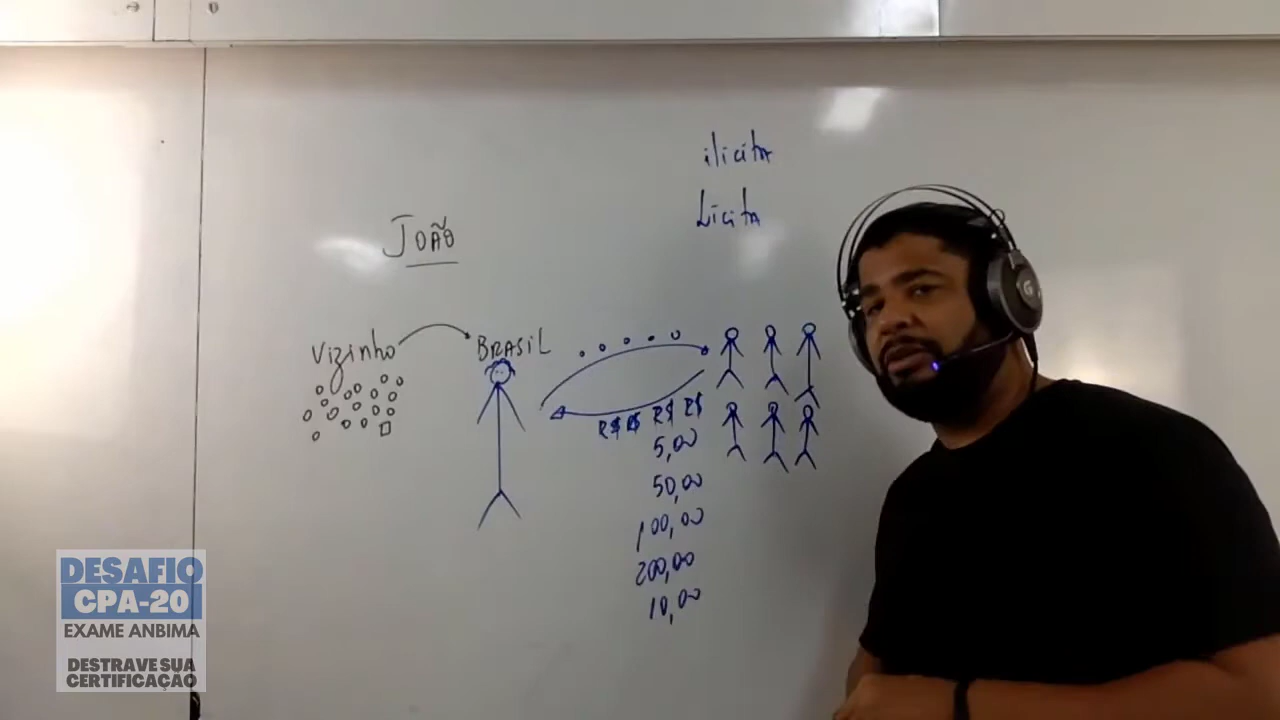 ilicita
Licita
João
Vizinho
BRASIL
R$ R$ R$ R$
5,00
50,00
100,00
200,00
10,00
DESAFIO
CPA-20
EXAME ANBIMA
DESTRAVE SUA
CERTIFICAÇÃO